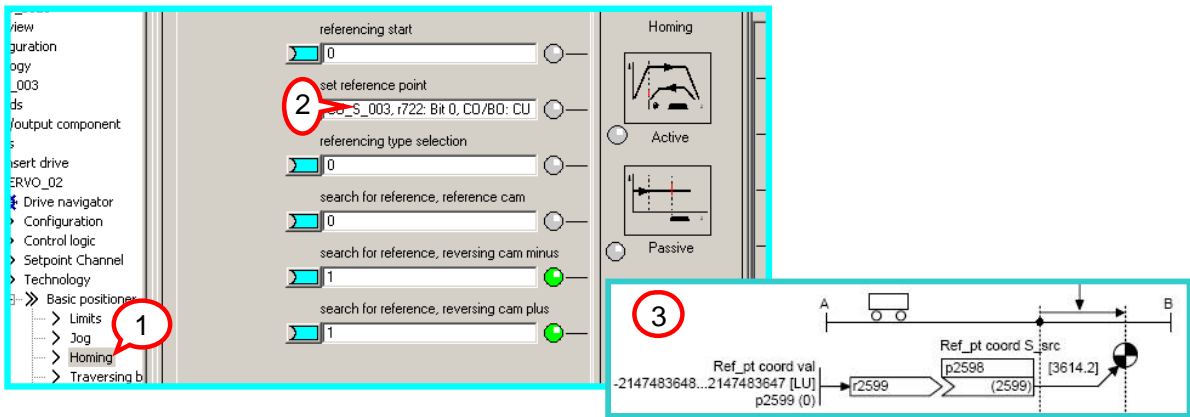 view
guration
ogy
_003
ds
/output component
s
nsert drive
ERVO_02
Drive navigator
Configuration
Control logic
Setpoint Channel
Technology
Basic positioner
Limits
Jog
Homing
Traversing b
1
referencing start
0
set reference point
2
_S_003, r722: Bit 0, CO/BO: CU
referencing type selection
0
search for reference, reference cam
0
search for reference, reversing cam minus
1
search for reference, reversing cam plus
1
Homing
Active
Passive
3
A
B
Ref_pt coord S_src
Ref_pt coord val
p2598
[3614.2]
-2147483648...2147483647 [LU]
r2599
(2599)
p2599 (0)